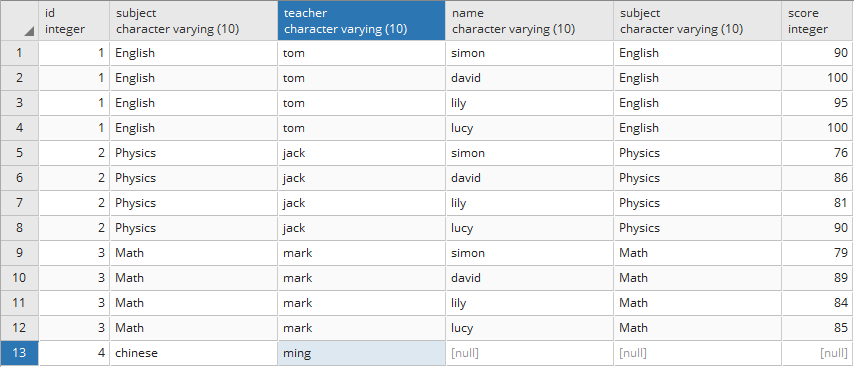 id subject teacher name subject score
integer character varying (10) character varying (10) character varying (10) character varying (10) integer
1 1 English tom simon English 90
2 1 English tom david English 100
3 1 English tom lily English 95
4 1 English tom lucy English 100
5 2 Physics jack simon Physics 76
6 2 Physics jack david Physics 86
7 2 Physics jack lily Physics 81
8 2 Physics jack lucy Physics 90
9 3 Math mark simon Math 79
10 3 Math mark david Math 89
11 3 Math mark lily Math 84
12 3 Math mark lucy Math 85
13 4 chinese ming [null] [null] [null]